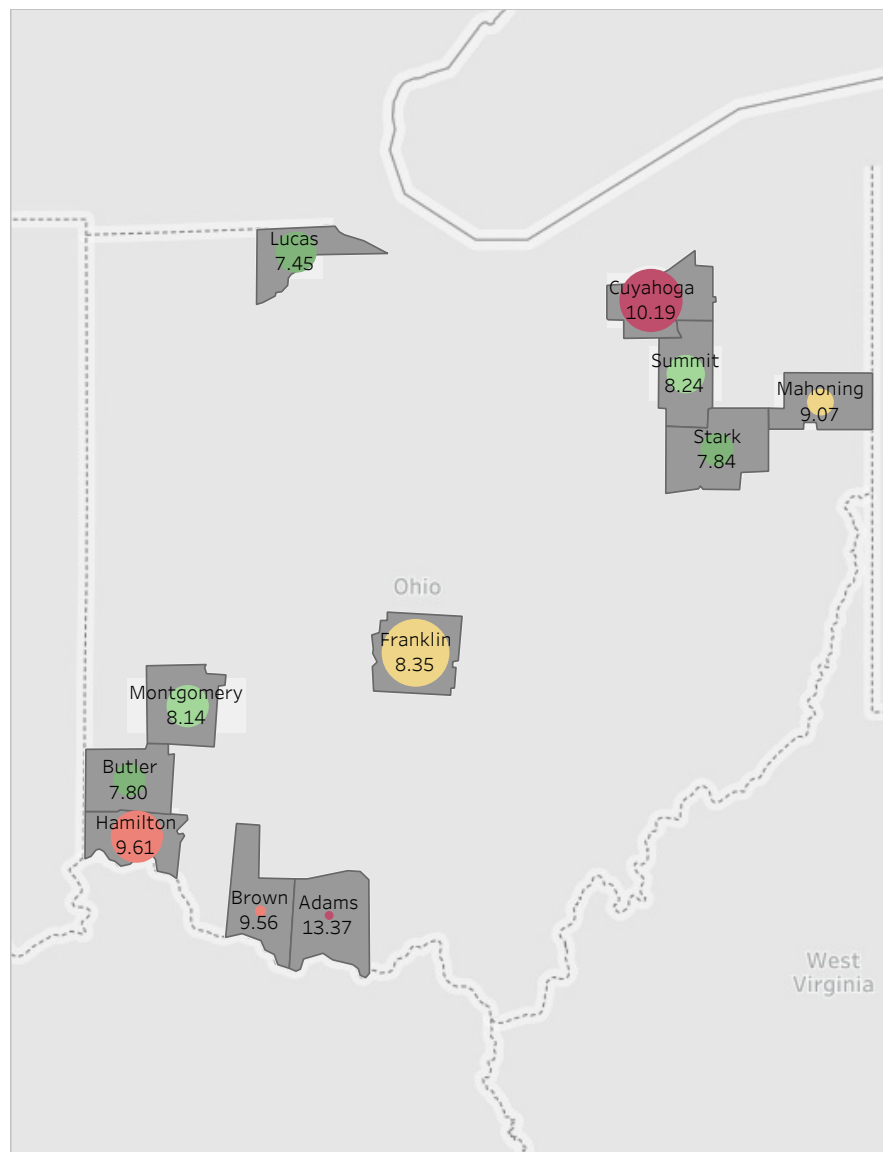 Lucas
7.45
Cuyahoga
10.19
Summit
8.24
Mahoning
9.07
Stark
7.84
Ohio
Franklin
8.35
Montgomery
8.14
Butler
7.80
Hamilton
9.61
Brown
9.56
Adams
13.37
West
Virginia